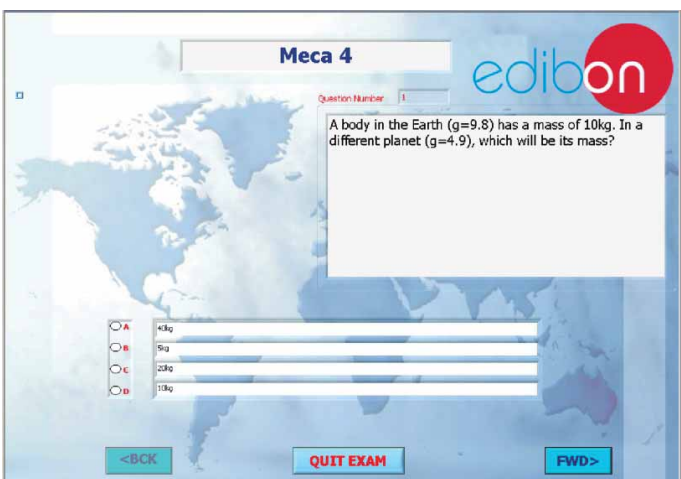 Meca 4
edibon
Question Number 1
A body in the Earth (g=9.8) has a mass of 10kg. In a
different planet (g=4.9), which will be its mass?
A 40kg
B 5kg
C 20kg
D 10kg
<BCK
QUIT EXAM
FWD>